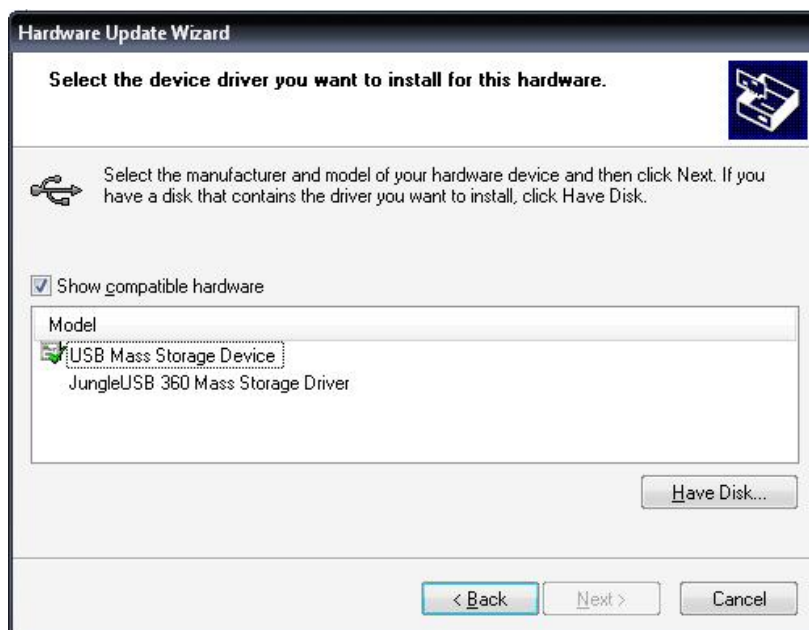 Hardware Update Wizard
Select the device driver you want to install for this hardware.
Select the manufacturer and model of your hardware device and then click Next. If you
have a disk that contains the driver you want to install, click Have Disk.
Show compatible hardware
Model
USB Mass Storage Device
JungleUSB 360 Mass Storage Driver
Have Disk...
< Back
Next >
Cancel